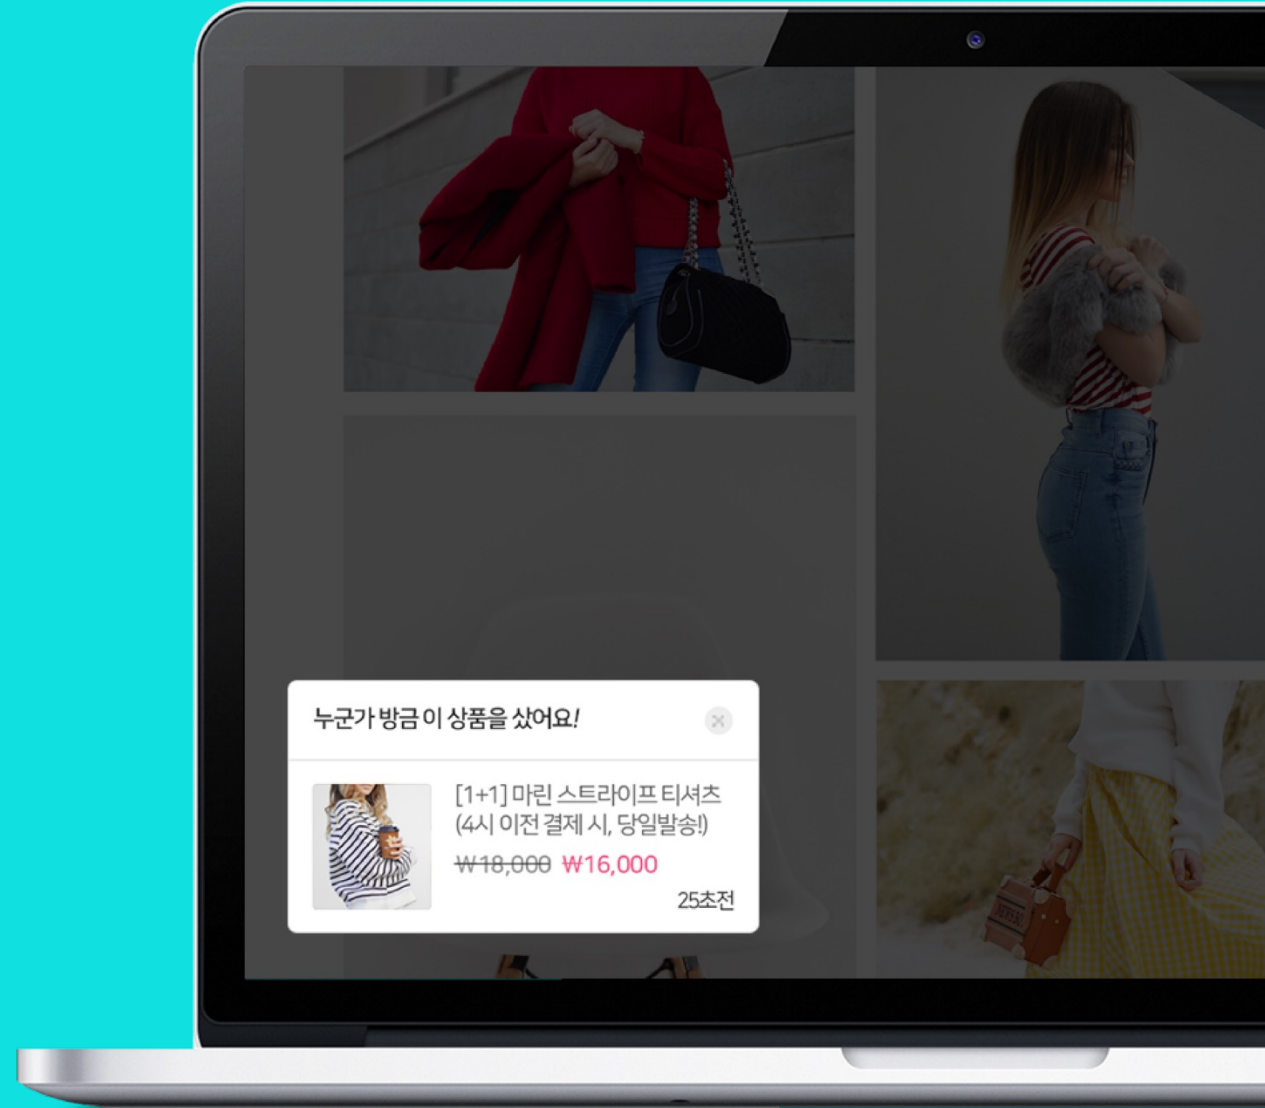 누군가 방금 이 상품을 샀어요!
[1+1] 마린 스트라이프 티셔츠
(4시 이전 결제 시, 당일발송!)
₩18,000 ₩16,000
25초전